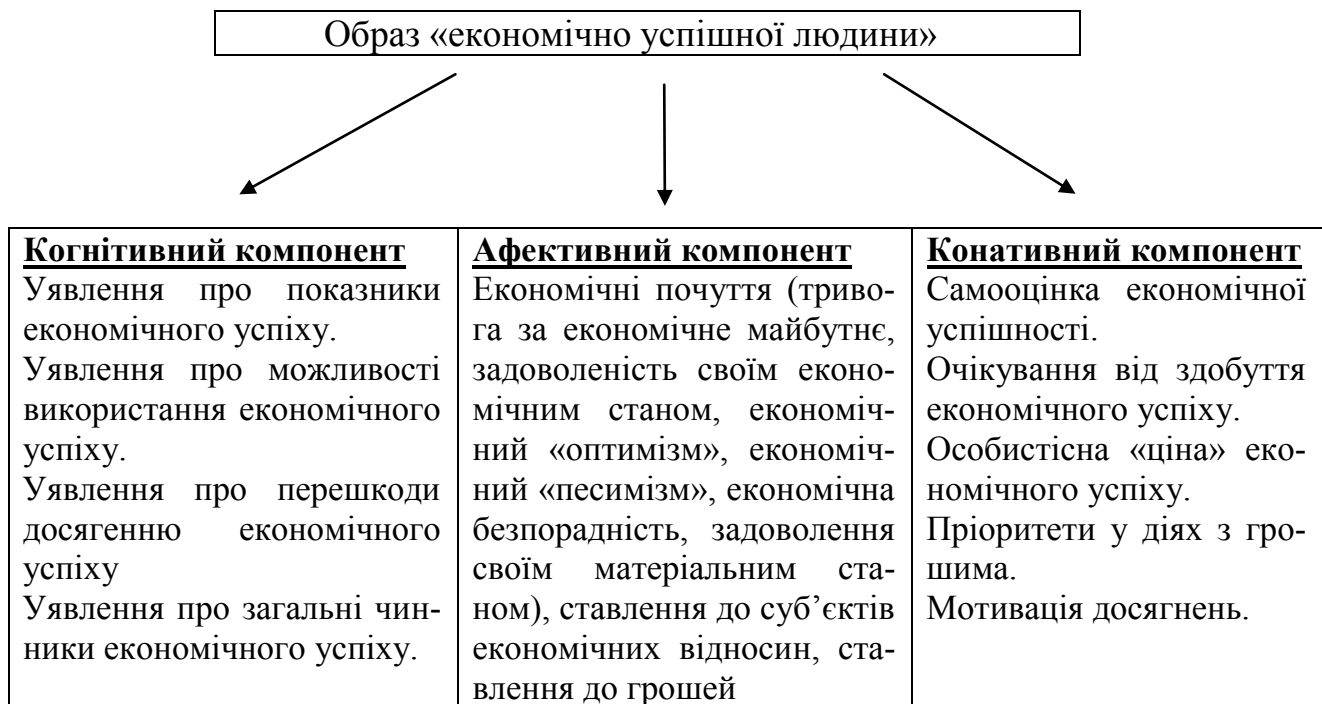 Образ «економічно успішної людини»
Когнітивний компонент
Уявлення про показники
економічного успіху.
Уявлення про можливості
використання економічного
успіху.
Уявлення про перешкоди
досягенню економічного
успіху
Уявлення про загальні чин-
ники економічного успіху.
Афективний компонент
Економічні почуття (триво-
га за економічне майбутнє,
задоволеність своїм еконо-
мічним станом, економіч-
ний «оптимізм», економіч-
ний «песимізм», економічна
безпорадність, задоволення
своїм матеріальним ста-
ном), ставлення до суб’єктів
економічних відносин, ста-
влення до грошей
Конативний компонент
Самооцінка економічної
успішності.
Очікування від здобуття
економічного успіху.
Особистісна «ціна» еко-
номічного успіху.
Пріоритети у діях з гро-
шима.
Мотивація досягнень.